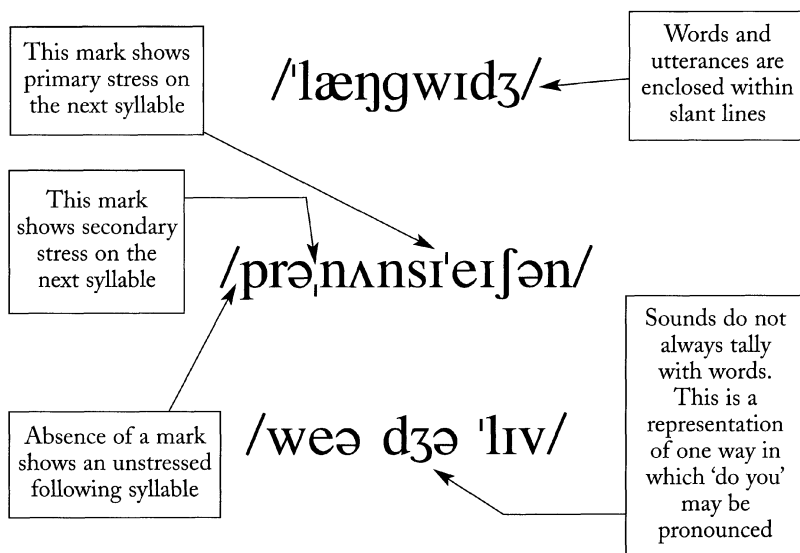 This mark shows
primary stress on
the next syllable
/ˈlæŋgwɪdʒ/
Words and
utterances are
enclosed within
slant lines
This mark
shows secondary
stress on the
next syllable
/prəˌnʌnsɪˈeɪʃən/
Absence of a mark
shows an unstressed
following syllable
/weə dʒə ˈlɪv/
Sounds do not
always tally
with words.
This is a
representation
of one way in
which ‘do you’
may be
pronounced